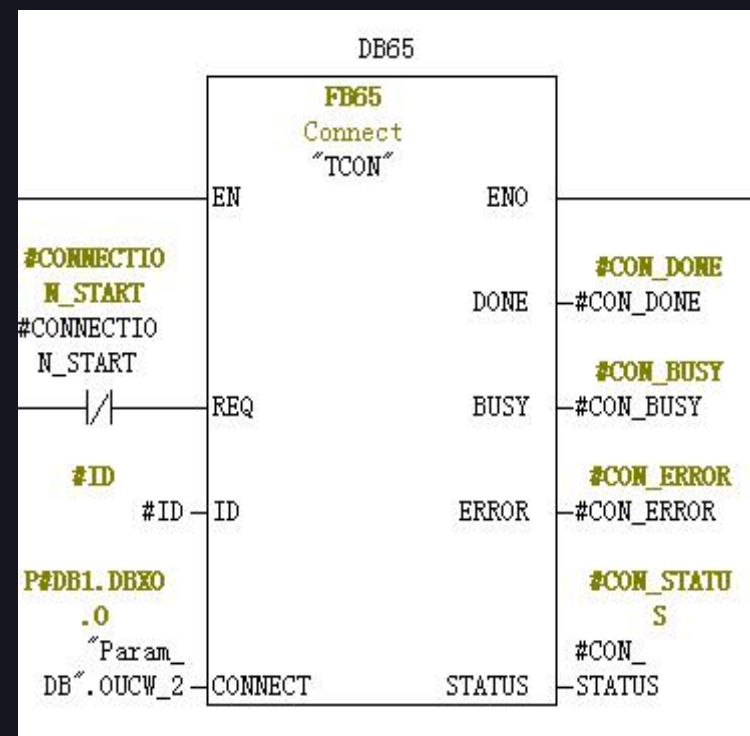 DB65
FB65
Connect
"TCON"
EN
ENO
#CONNECTIO
N_START
#CONNECTIO
N_START
REQ
#CON_DONE
DONE
#CON_DONE
#CON_BUSY
BUSY
#CON_BUSY
#ID
#ID
ID
#CON_ERROR
ERROR
#CON_ERROR
P#DB1.DBX0
.0
"Param_
DB".OUCW_2
CONNECT
#CON_STATU
S
#CON_
STATUS
STATUS